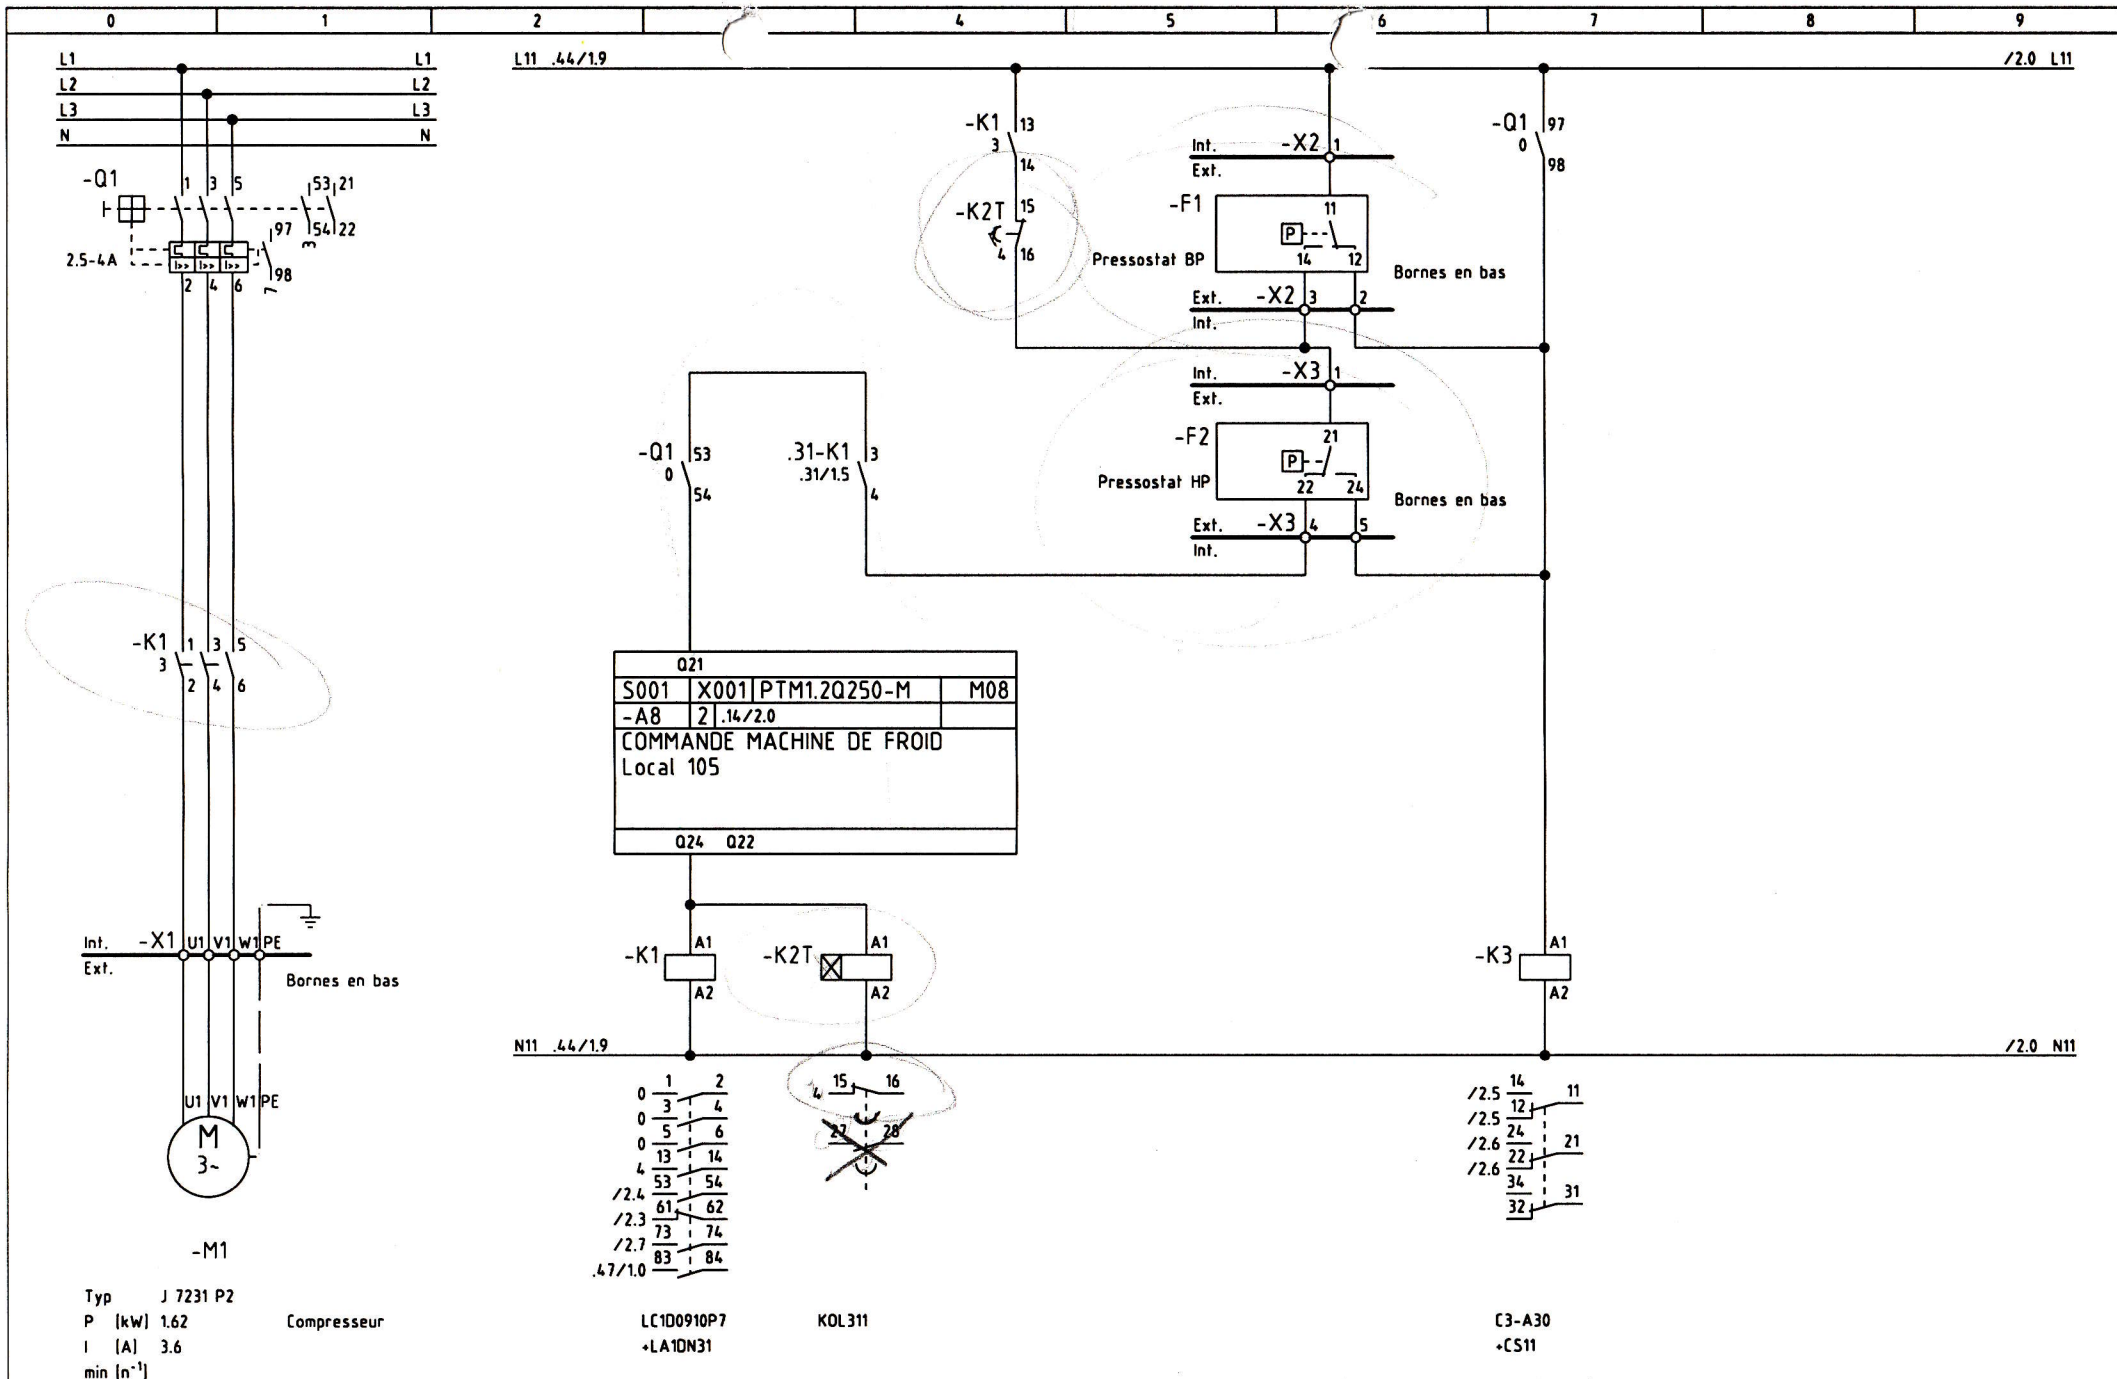 0 1 2 4 5 6 7 8 9
L1 L1
L2 L2
L3 L3
N N
L11 .44/1.9 /2.0 L11
-Q1
1 3 5 53 21
54 22
3
97
98
7
2.5-4A
2 4 6
-K1 13
3
14
-K2T 15
4 16
Int. -X2 1
Ext.
-F1
11
P
14 12
Pressostat BP
Bornes en bas
Ext. -X2 3 2
Int.
-Q1 97
0
98
Int. -X3 1
Ext.
-F2
21
P
22 24
Pressostat HP
Bornes en bas
Ext. -X3 4 5
Int.
-Q1 53
0
54
.31-K1 3
.31/1.5
4
-K1 1 3 5
3
2 4 6
Q21
S001 X001 PTM1.2Q250-M M08
-A8 2 .14/2.0
COMMANDE MACHINE DE FROID
Local 105
Q24 Q22
Int. -X1 U1 V1 W1 PE
Ext.
Bornes en bas
-K1 A1
A2
-K2T A1
A2
-K3 A1
A2
N11 .44/1.9 /2.0 N11
U1 V1 W1 PE
M
3~
-M1
Typ J 7231 P2
P [kW] 1.62
I [A] 3.6
min [n-1]
Compresseur
0 1 2
0 3 4
0 5 6
4 13 14
/2.4 53 54
/2.3 61 62
/2.7 73 74
.47/1.0 83 84
LC1D0910P7
+LA1DN31
4 15 16
27 28
KOL311
/2.5 14
/2.5 12 11
/2.6 24
/2.6 22 21
34
32 31
C3-A30
+CS11